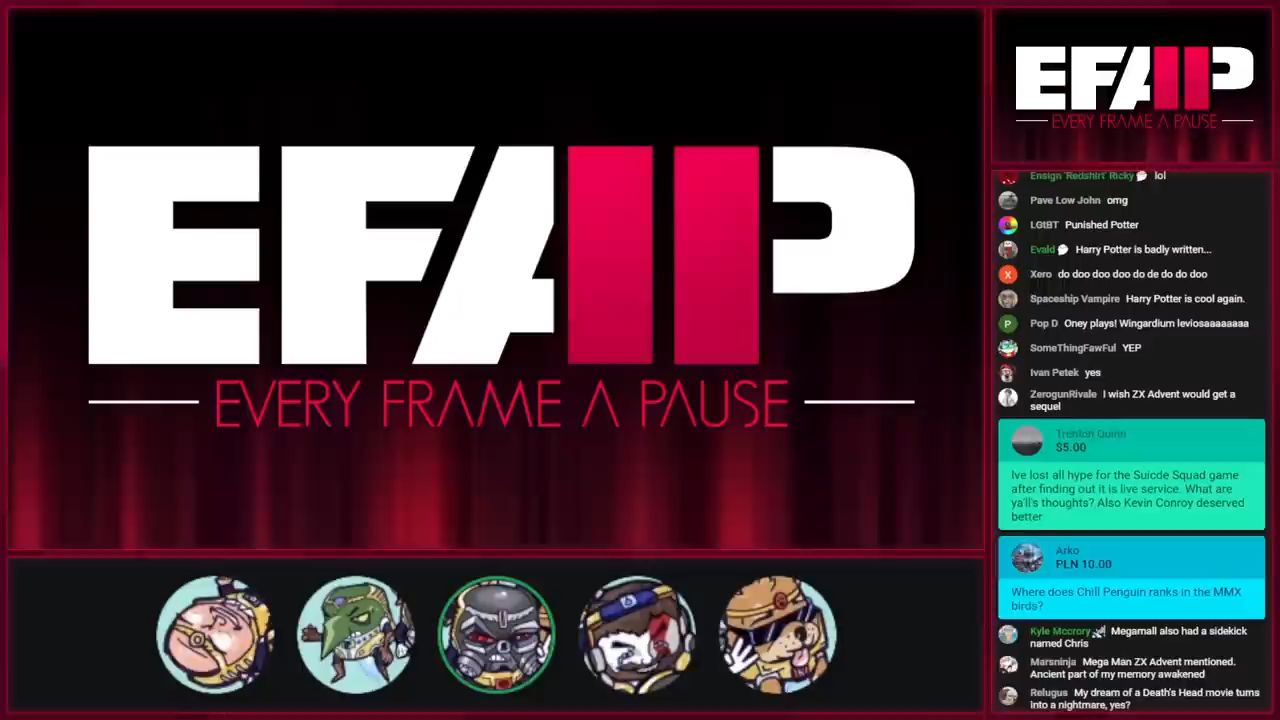 EFAP
EVERY FRAME A PAUSE
EFAP
EVERY FRAME A PAUSE
Ensign 'Redshirt' Ricky lol
Pave Low John omg
LGtBT Punished Potter
Evald Harry Potter is badly written...
X
Xero do doo doo doo do de do do doo
Spaceship Vampire Harry Potter is cool again.
P
Pop D Oney plays! Wingardium leviosaaaaaaaa
SomeThingFawFul YEP
Ivan Petek yes
ZerogunRivale I wish ZX Advent would get a
sequel
Trenton Quinn
$5.00
Ive lost all hype for the Suicde Squad game
after finding out it is live service. What are
ya'll's thoughts? Also Kevin Conroy deserved
better
Arko
PLN 10.00
Where does Chill Penguin ranks in the MMX
birds?
Kyle Mccrory Megamall also had a sidekick
named Chris
Marsninja Mega Man ZX Advent mentioned.
Ancient part of my memory awakened
Relugus My dream of a Death's Head movie turns
into a nightmare, yes?